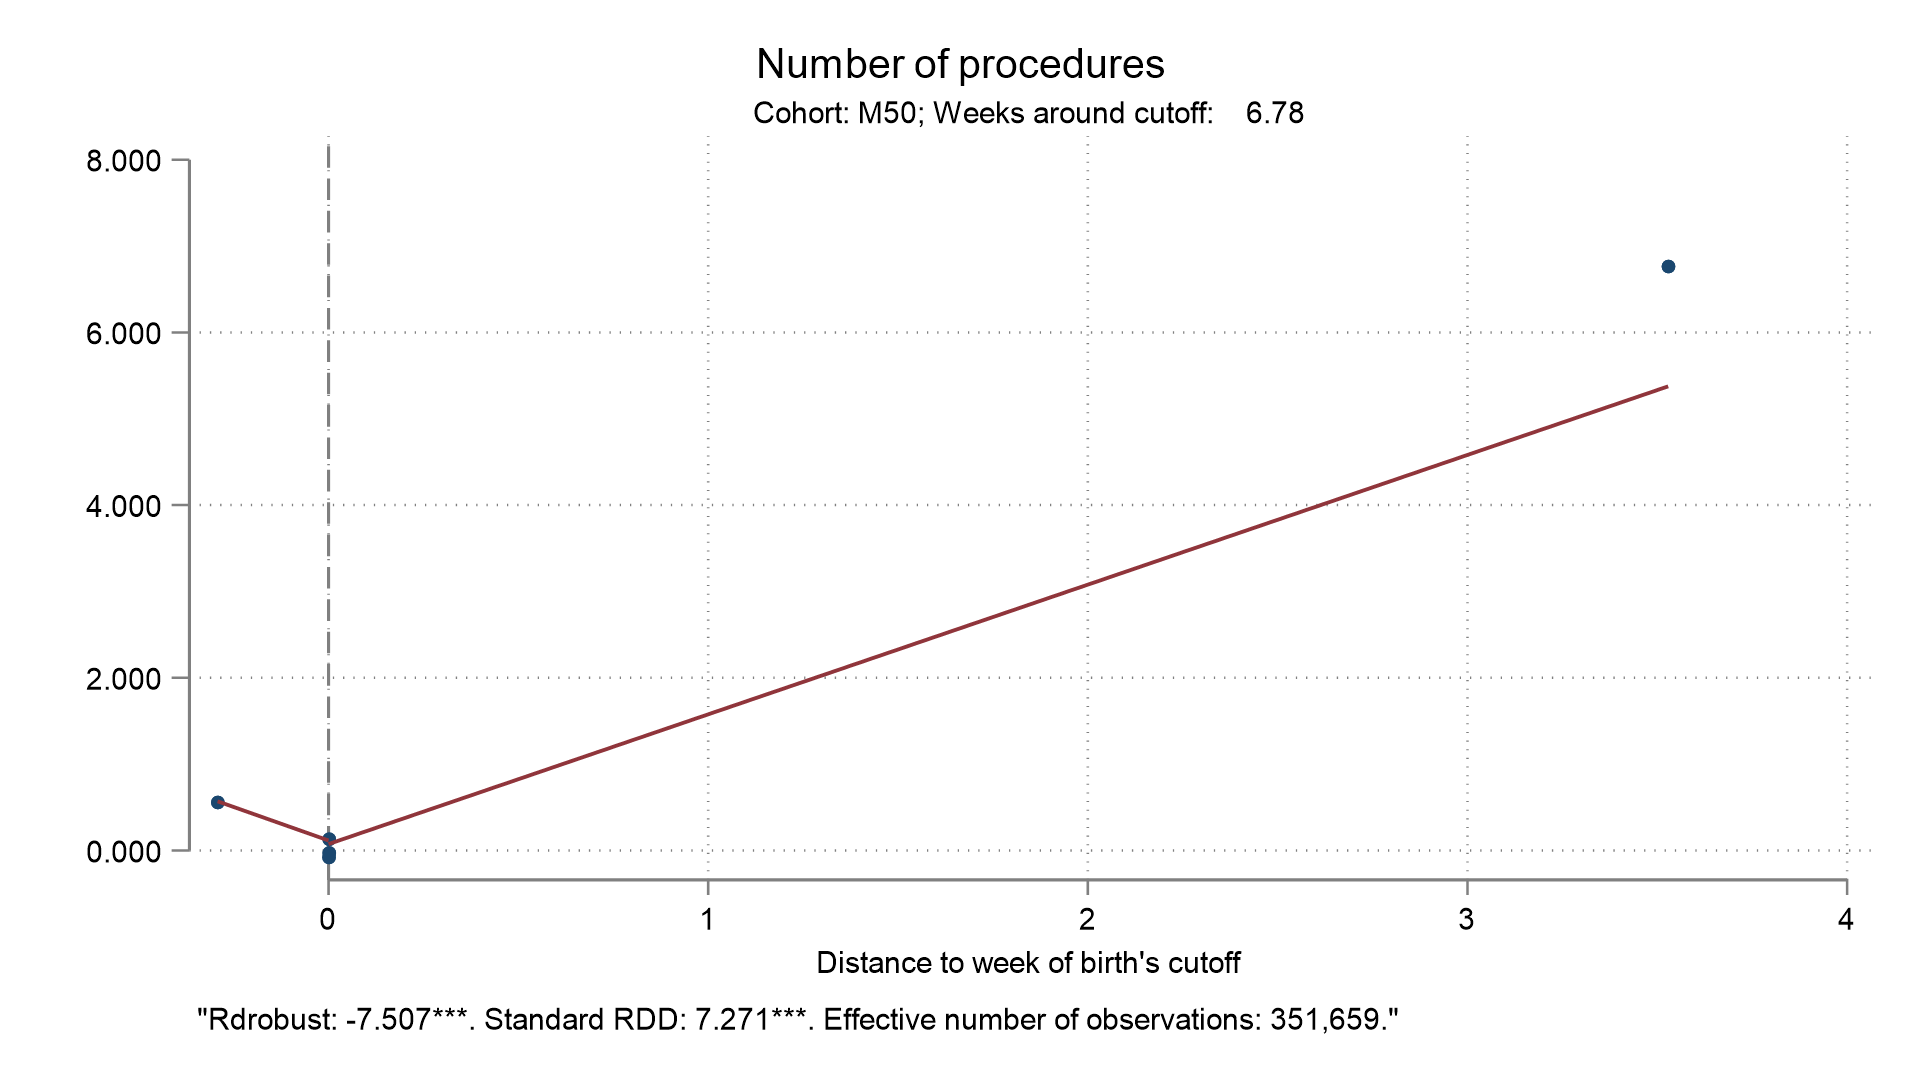 Number of procedures
Cohort: M50; Weeks around cutoff: 6.78
8.000
6.000
4.000
2.000
0.000
0 1 2 3 4
Distance to week of birth's cutoff
"Rdrobust: -7.507***. Standard RDD: 7.271***. Effective number of observations: 351,659."